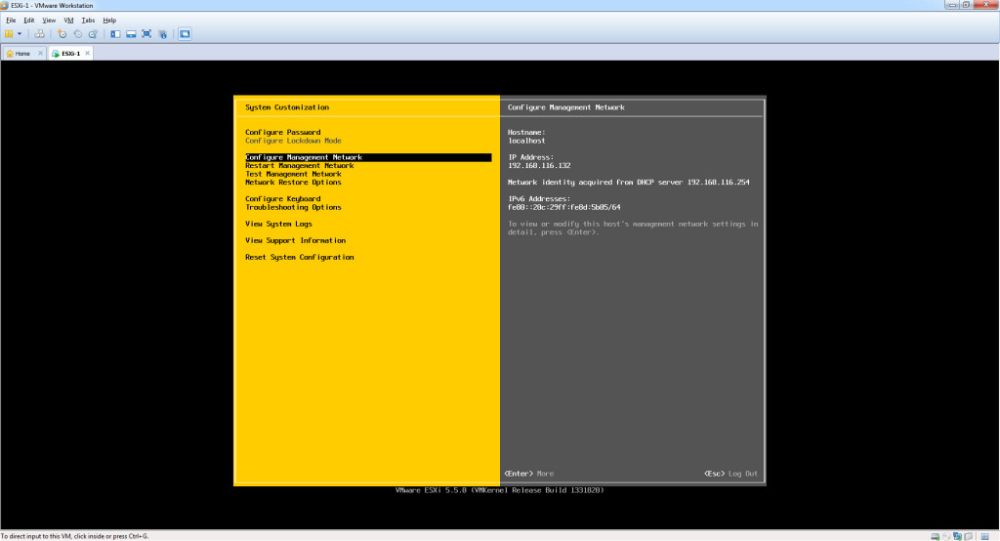 ESXi-1 - VMware Workstation
File Edit View VM Tabs Help
Home ESXi-1
System Customization
Configure Password
Configure Lockdown Mode
Configure Management Network
Restart Management Network
Test Management Network
Network Restore Options
Configure Keyboard
Troubleshooting Options
View System Logs
View Support Information
Reset System Configuration
Configure Management Network
Hostname:
localhost
IP Address:
192.168.116.132
Network identity acquired from DHCP server 192.168.116.254
IPv6 Addresses:
fe80::20c:29ff:fe8d:5b05/64
To view or modify this host's management network settings in
detail, press <Enter>.
<Enter> More
<Esc> Log Out
VMware ESXi 5.5.0 (VMKernel Release Build 1331820)
To direct input to this VM, click inside or press Ctrl+G.